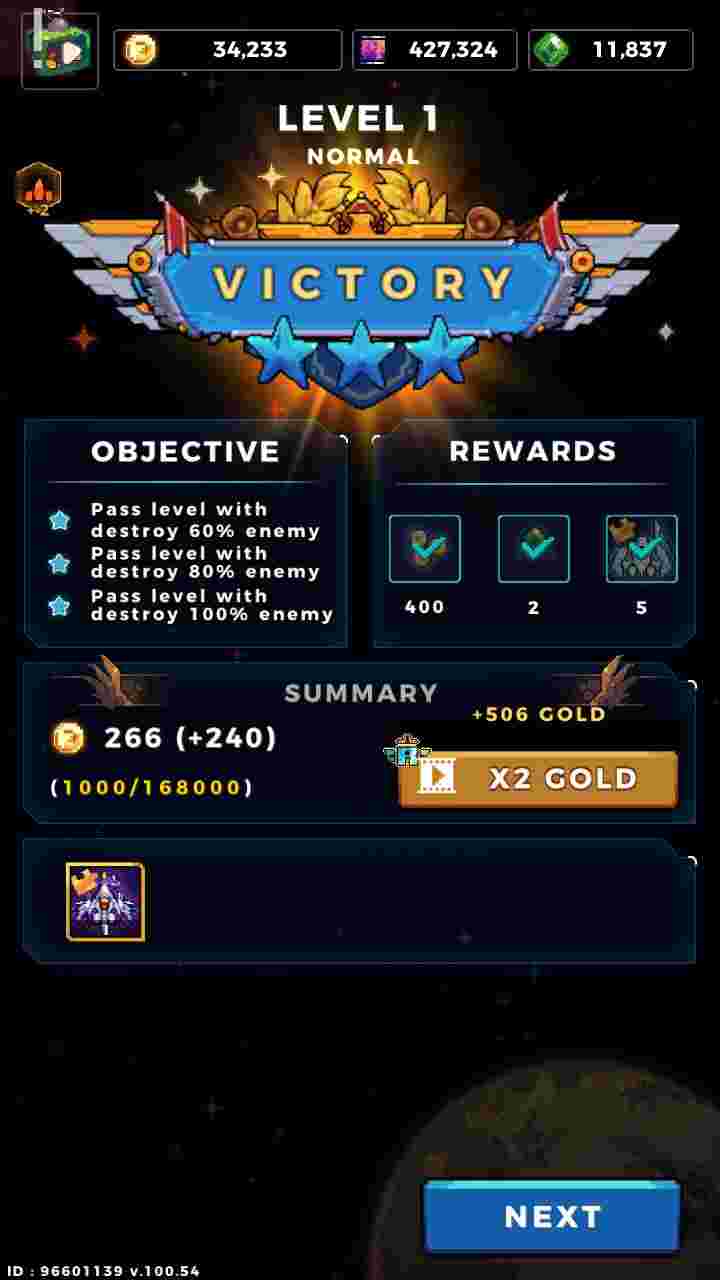 34,233
427,324
11,837
LEVEL 1
NORMAL
+2
VICTORY
OBJECTIVE
Pass level with
destroy 60% enemy
Pass level with
destroy 80% enemy
Pass level with
destroy 100% enemy
REWARDS
400
2
5
SUMMARY
266 (+240)
(1000/168000)
+506 GOLD
X2 GOLD
NEXT
ID : 96601139 v.100.54